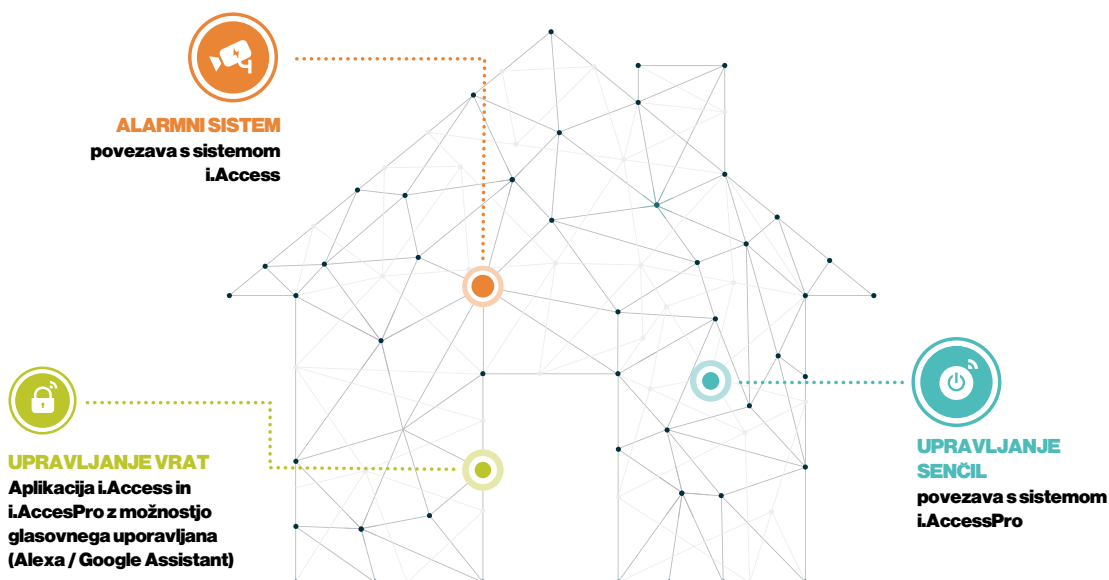 ALARMNI SISTEM
povezava s sistemom
i.Access
UPRAVLJANJE VRAT
Aplikacija i.Access in
i.AccesPro z možnostjo
glasovnega uporavljana
(Alexa / Google Assistant)
UPRAVLJANJE
SENČIL
povezava s sistemom
i.AccessPro